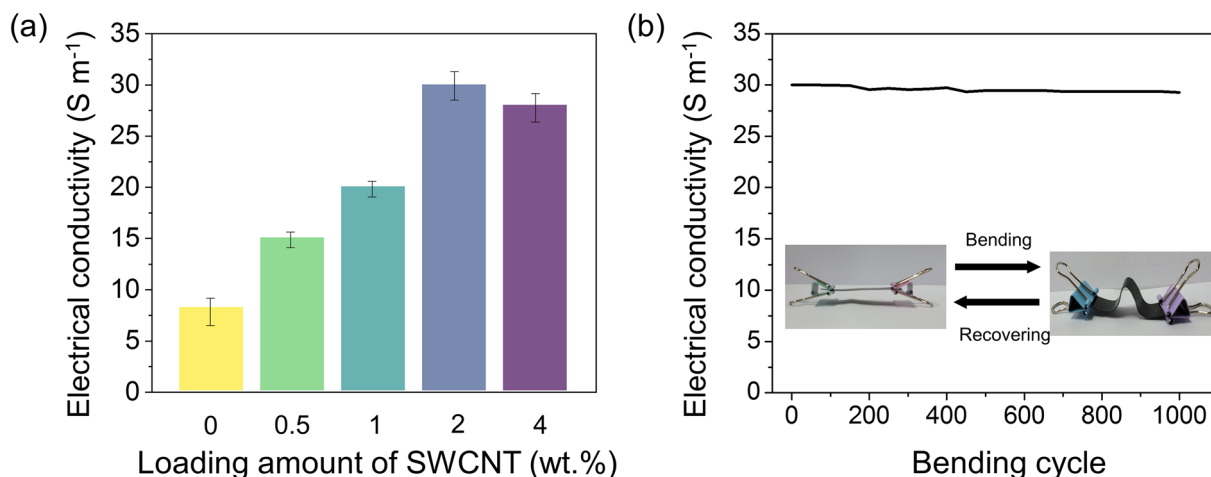 (a)
Electrical conductivity (S m⁻¹)
35
30
25
20
15
10
5
0
0 0.5 1 2 4
Loading amount of SWCNT (wt.%)
(b)
Electrical conductivity (S m⁻¹)
35
30
25
20
15
10
5
0
Bending
Recovering
0 200 400 600 800 1000
Bending cycle